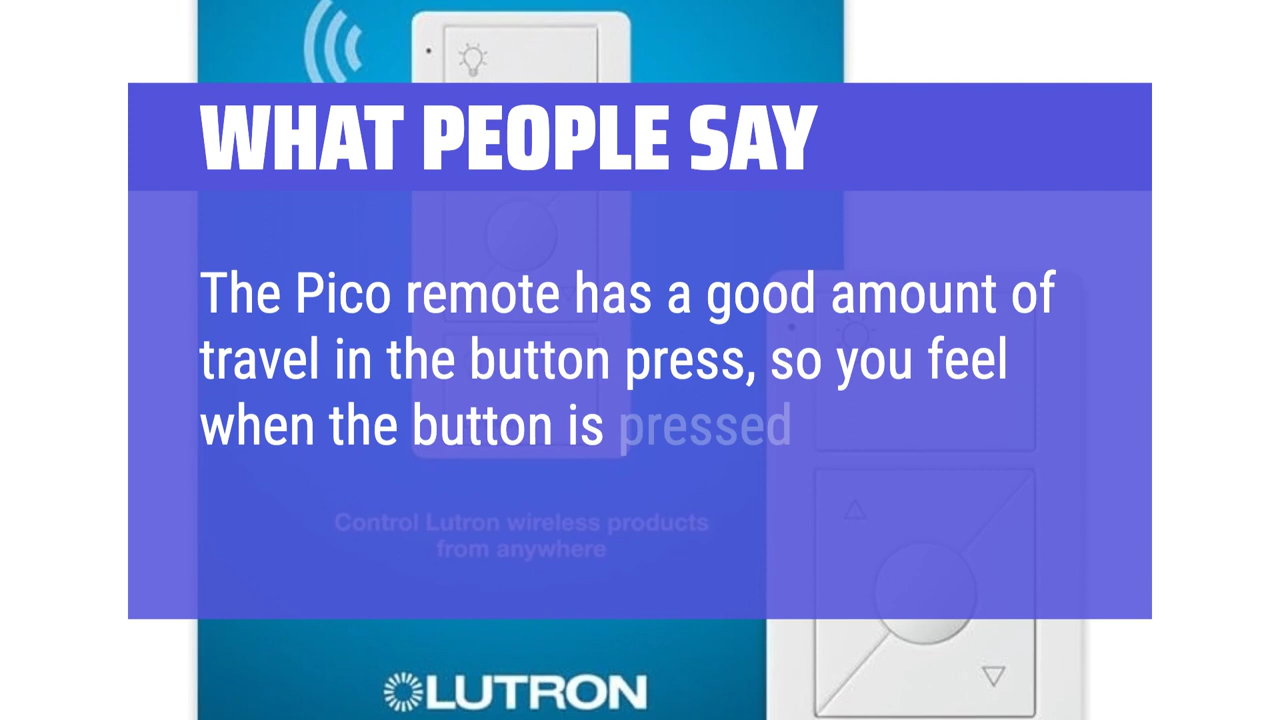 WHAT PEOPLE SAY
The Pico remote has a good amount of
travel in the button press, so you feel
when the button is pressed
Control Lutron wireless products
from anywhere
LUTRON